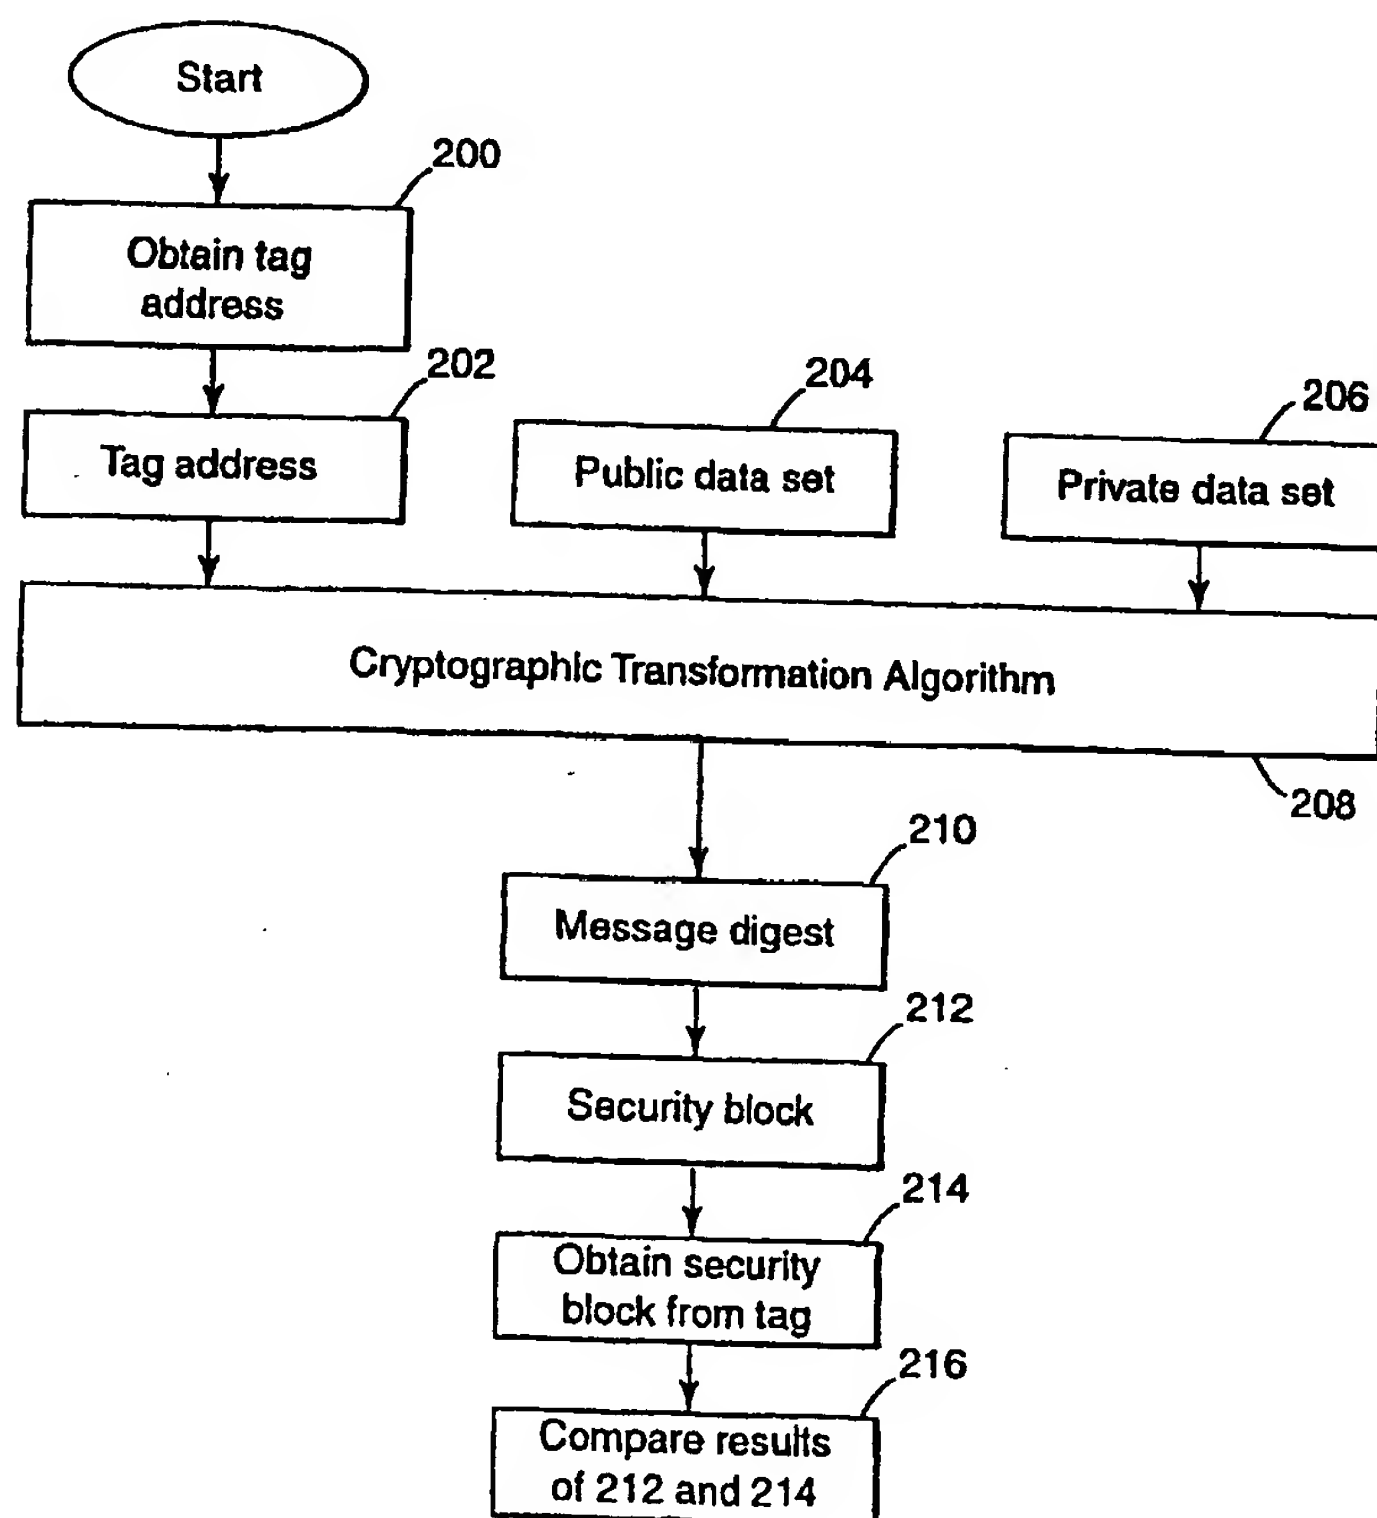 Start
200
Obtain tag
address
202
Tag address
204
Public data set
206
Private data set
Cryptographic Transformation Algorithm
208
210
Message digest
212
Security block
214
Obtain security
block from tag
216
Compare results
of 212 and 214